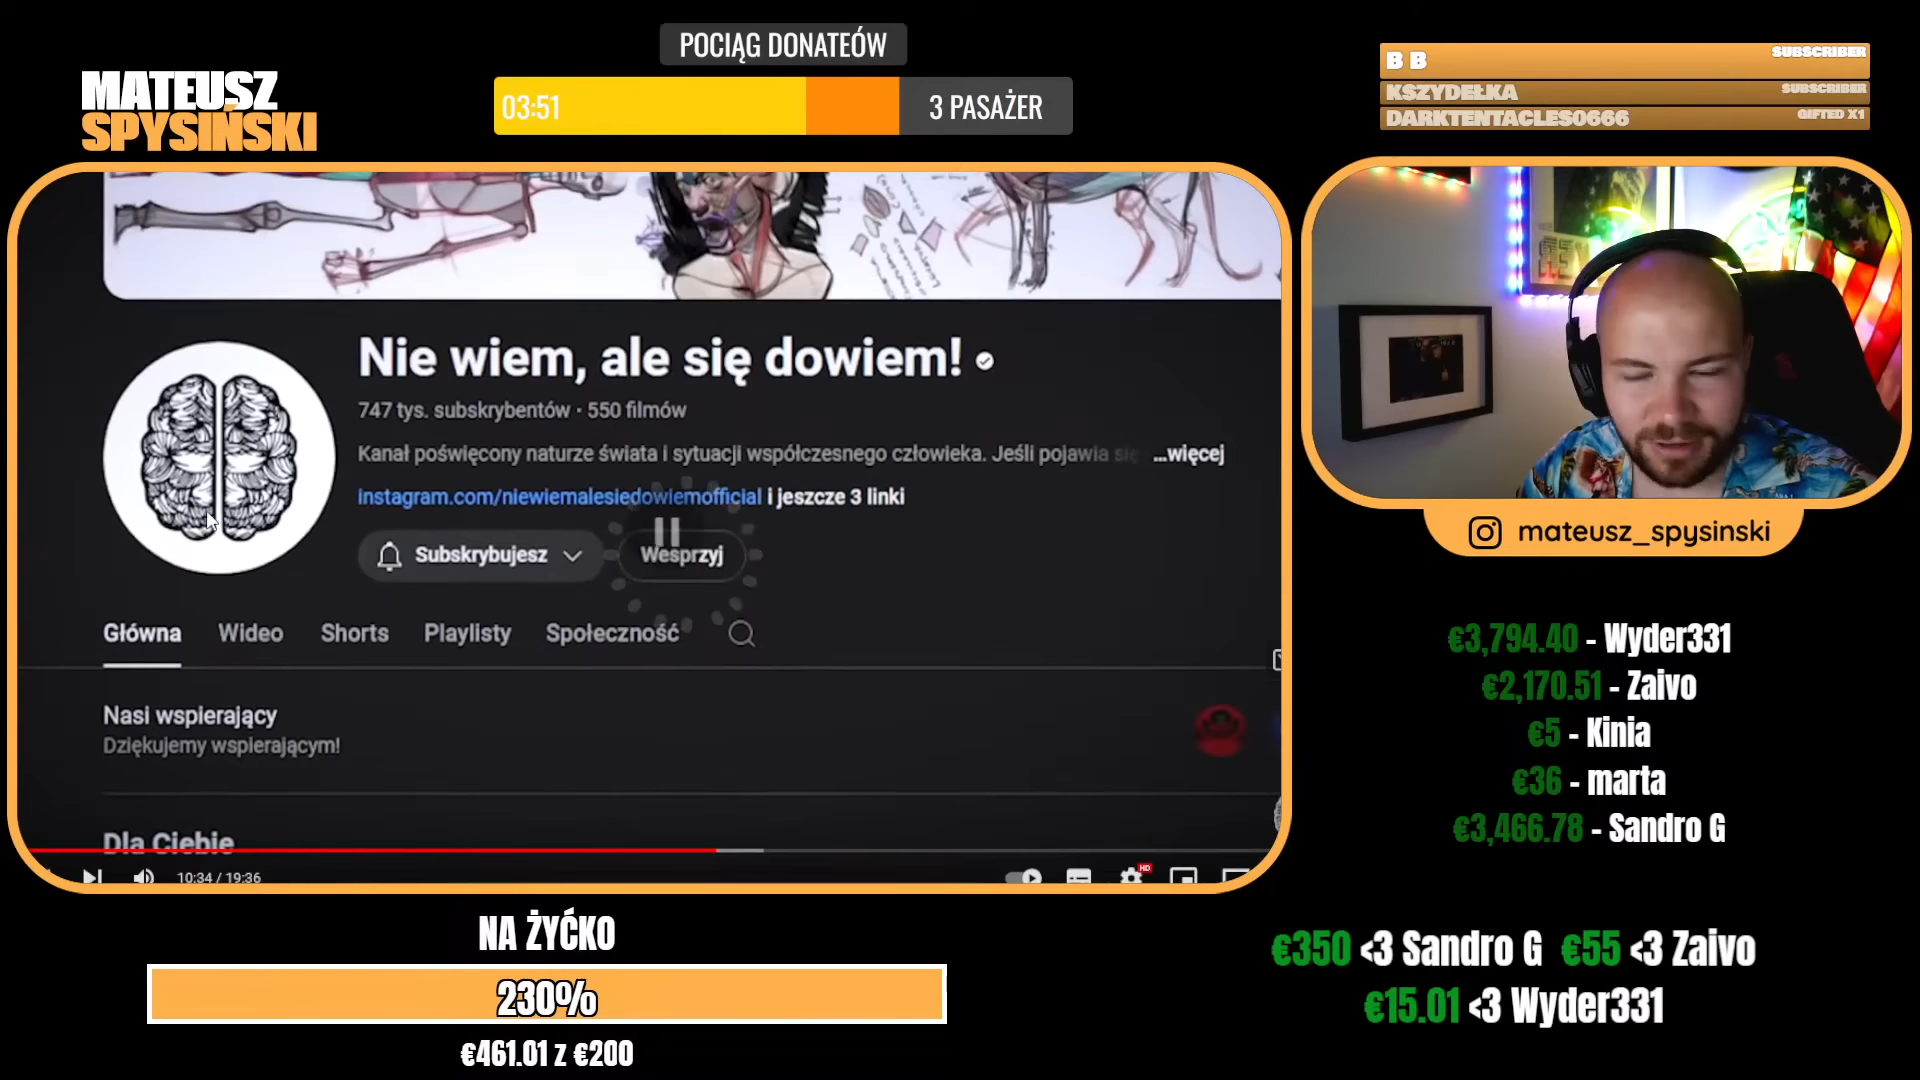 MATEUSZ
SPYSIŃSKI
POCIĄG DONATEÓW
03:51
3 PASAŻER
B B SUBSCRIBER
KSZYDEŁKA SUBSCRIBER
DARKTENTACLES0666 GIFTED X1
Nie wiem, ale się dowiem!
747 tys. subskrybentów · 550 filmów
Kanał poświęcony naturze świata i sytuacji współczesnego człowieka. Jeśli pojawia się ...więcej
instagram.com/niewiemalesiedowiemofficial i jeszcze 3 linki
Subskrybujesz
Wesprzyj
Główna Wideo Shorts Playlisty Społeczność
Nasi wspierający
Dziękujemy wspierającym!
Dla Ciebie
10:34 / 19:36
HD
mateusz_spysinski
€3,794.40 - Wyder331
€2,170.51 - Zaivo
€5 - Kinia
€36 - marta
€3,466.78 - Sandro G
NA ŻYĆKO
230%
€461.01 z €200
€350 <3 Sandro G €55 <3 Zaivo
€15.01 <3 Wyder331